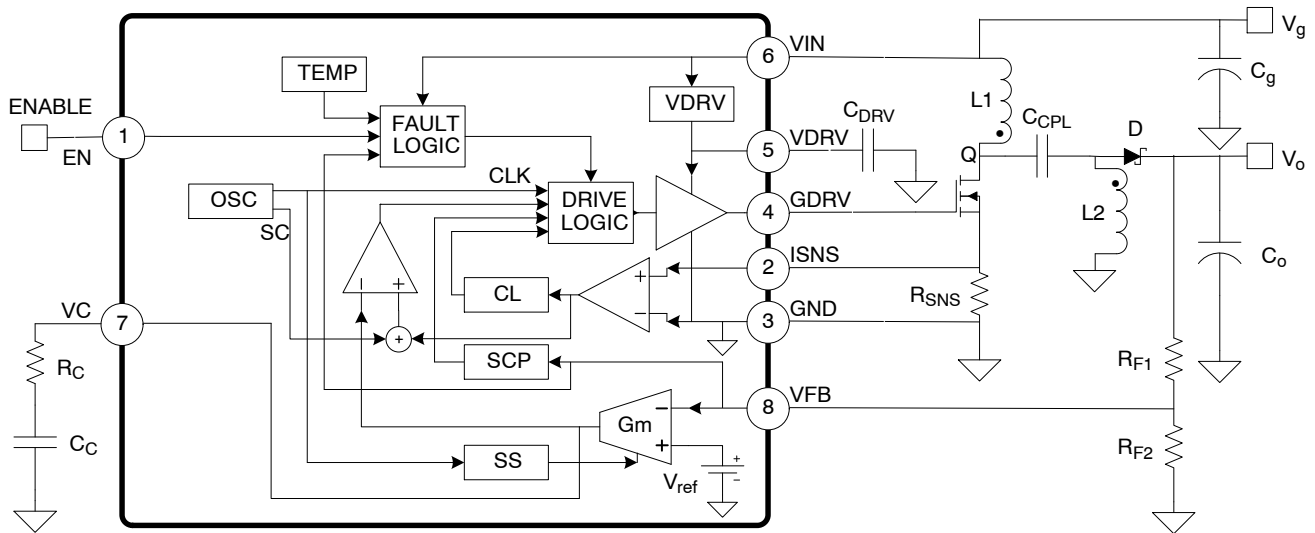 6 VIN
V_g
TEMP
C_g
ENABLE
VDRV
C_DRV
L1
C_CPL
D
1
FAULT
LOGIC
5 VDRV
V_o
EN
Q
CLK
OSC
DRIVE
LOGIC
4 GDRV
L2
SC
2 ISNS
C_o
− +
+
−
CL
R_SNS
VC 7
3 GND
+
SCP
R_C
R_F1
8 VFB
−
Gm
+
C_C
SS
V_ref
+
−
R_F2